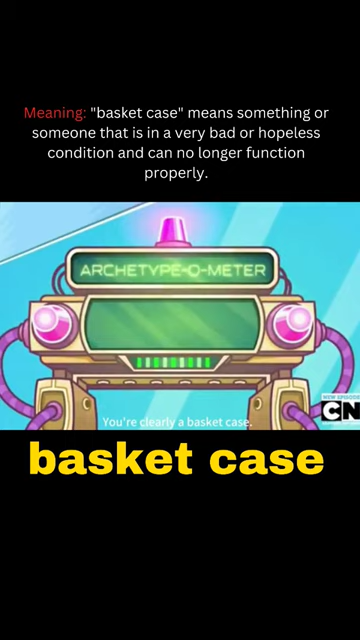 Meaning: "basket case" means something or
someone that is in a very bad or hopeless
condition and can no longer function
properly.
ARCHETYPE-O-METER
NEW EPISODE
CN
You're clearly a basket case.
basket case